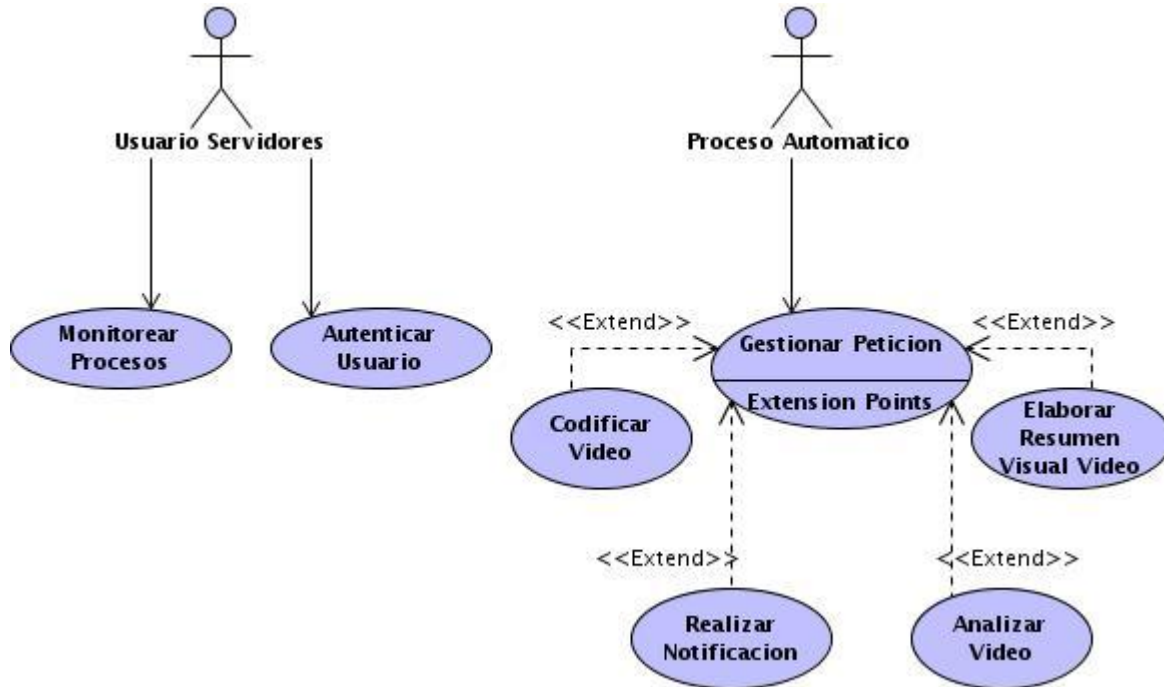 Usuario Servidores
Proceso Automatico
Monitorear
Procesos
Autenticar
Usuario
<<Extend>>
<<Extend>>
Gestionar Peticion
Extension Points
Codificar
Video
Elaborar
Resumen
Visual Video
<<Extend>>
<<Extend>>
Realizar
Notificacion
Analizar
Video